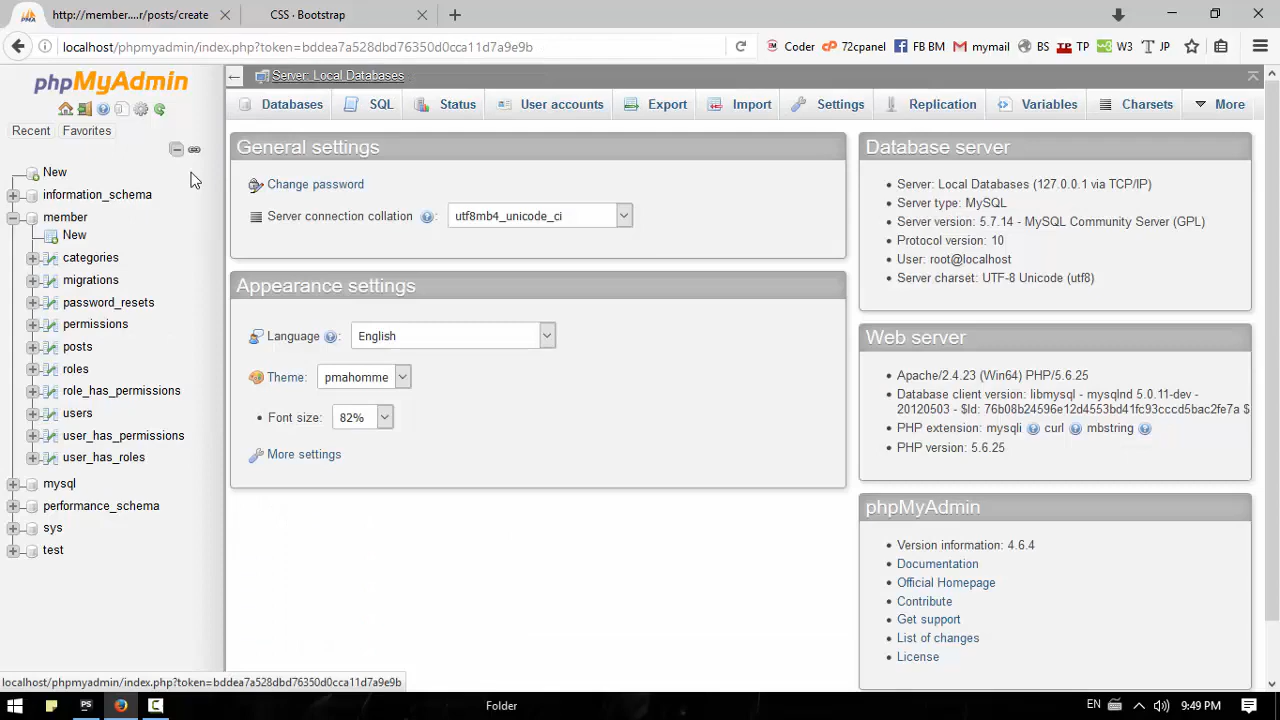 http://member....r/posts/create
CSS · Bootstrap
localhost/phpmyadmin/index.php?token=bddea7a528dbd76350d0cca11d7a9e9b
Coder
72cpanel
FB BM
mymail
BS
TP
W3
JP
phpMyAdmin
Recent
Favorites
New
information_schema
member
New
categories
migrations
password_resets
permissions
posts
roles
role_has_permissions
users
user_has_permissions
user_has_roles
mysql
performance_schema
sys
test
Server: Local Databases
Databases
SQL
Status
User accounts
Export
Import
Settings
Replication
Variables
Charsets
More
General settings
Change password
Server connection collation
:
utf8mb4_unicode_ci
Appearance settings
Language
:
English
Theme:
pmahomme
Font size:
82%
More settings
Database server
Server: Local Databases (127.0.0.1 via TCP/IP)
Server type: MySQL
Server version: 5.7.14 - MySQL Community Server (GPL)
Protocol version: 10
User: root@localhost
Server charset: UTF-8 Unicode (utf8)
Web server
Apache/2.4.23 (Win64) PHP/5.6.25
Database client version: libmysql - mysqlnd 5.0.11-dev -
20120503 - $Id: 76b08b24596e12d4553bd41fc93cccd5bac2fe7a $
PHP extension: mysqli curl mbstring
PHP version: 5.6.25
phpMyAdmin
Version information: 4.6.4
Documentation
Official Homepage
Contribute
Get support
List of changes
License
localhost/phpmyadmin/index.php?token=bddea7a528dbd76350d0cca11d7a9e9b
Folder
EN
9:49 PM